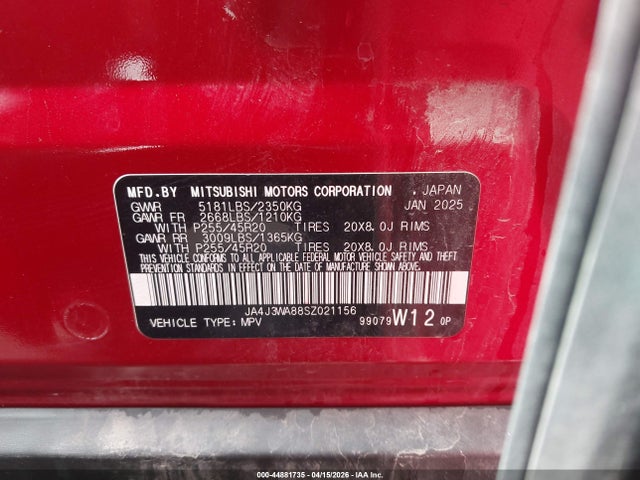 MFD.BY MITSUBISHI MOTORS CORPORATION . JAPAN
GVWR 5181LBS/2350KG JAN 2025
GAWR FR 2668LBS/1210KG
WITH P255/45R20 TIRES 20X8.0J RIMS
GAWR RR 3009LBS/1365KG
WITH P255/45R20 TIRES 20X8.0J RIMS
THIS VEHICLE CONFORMS TO ALL APPLICABLE FEDERAL MOTOR VEHICLE
SAFETY, BUMPER AND THEFT PREVENTION STANDARDS IN EFFECT ON
THE DATE OF MANUFACTURE SHOWN ABOVE.
JA4J3WA88SZ021156
VEHICLE TYPE: MPV 99079 W12 0P
000-44881735 - 04/15/2026 - IAA Inc.